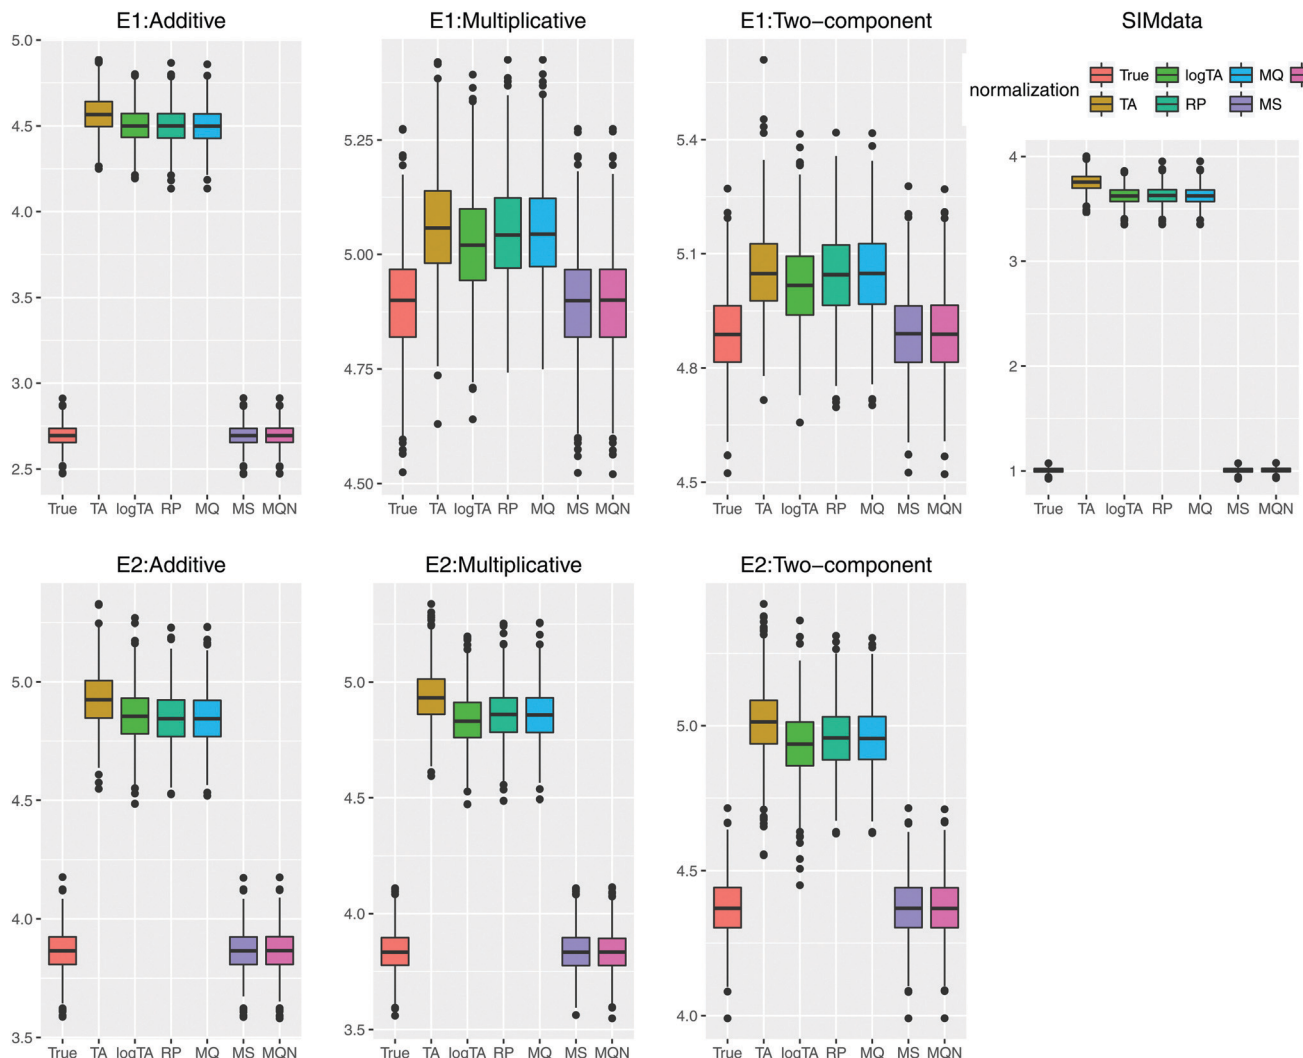 E1:Additive
5.0
4.5
4.0
3.5
3.0
2.5
True TA logTA RP MQ MS MQN
E1:Multiplicative
5.25
5.00
4.75
4.50
True TA logTA RP MQ MS MQN
E1:Two−component
5.4
5.1
4.8
4.5
True TA logTA RP MQ MS MQN
SIMdata
normalization
True logTA MQ
TA RP MS
4
3
2
1
True TA logTA RP MQ MS MQN
E2:Additive
5.0
4.5
4.0
3.5
True TA logTA RP MQ MS MQN
E2:Multiplicative
5.0
4.5
4.0
3.5
True TA logTA RP MQ MS MQN
E2:Two−component
5.0
4.5
4.0
True TA logTA RP MQ MS MQN